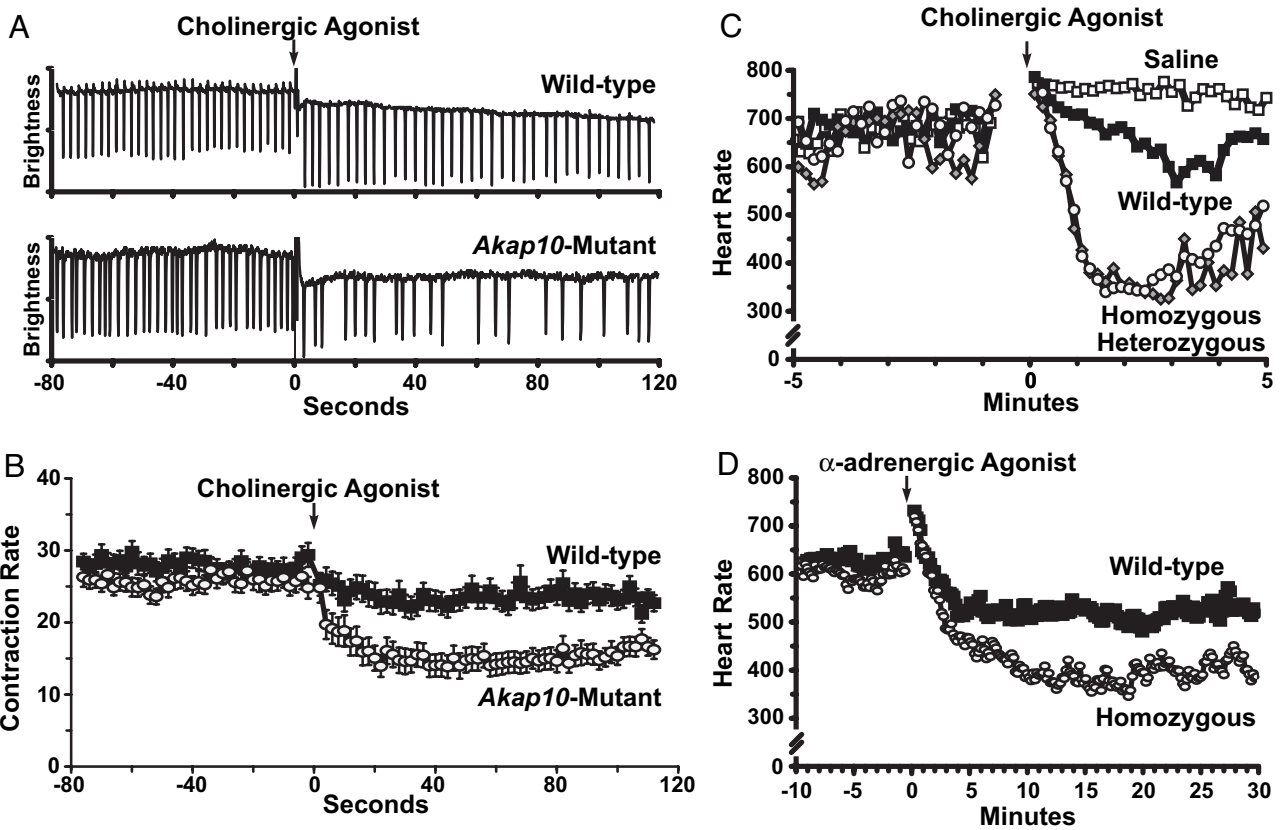 A
Cholinergic Agonist
Brightness
Wild-type
Brightness
Akap10-Mutant
-80 -40 0 40 80 120
Seconds
B
Cholinergic Agonist
Contraction Rate
40
30
20
10
0
Wild-type
Akap10-Mutant
-80 -40 0 40 80 120
Seconds
C
Cholinergic Agonist
Heart Rate
800
700
600
500
400
300
0
Saline
Wild-type
Homozygous
Heterozygous
-5 0 5
Minutes
D
α-adrenergic Agonist
Heart Rate
800
700
600
500
400
300
0
Wild-type
Homozygous
-10 -5 0 5 10 15 20 25 30
Minutes